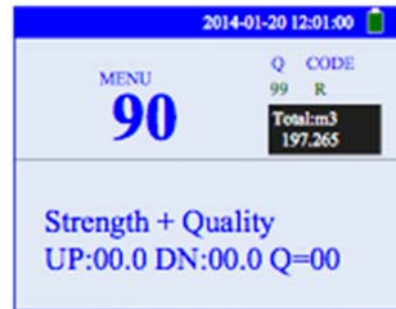 2014-01-20 12:01:00
MENU
90
Q CODE
99 R
Total:m3
197.265
Strength + Quality
UP:00.0 DN:00.0 Q=00